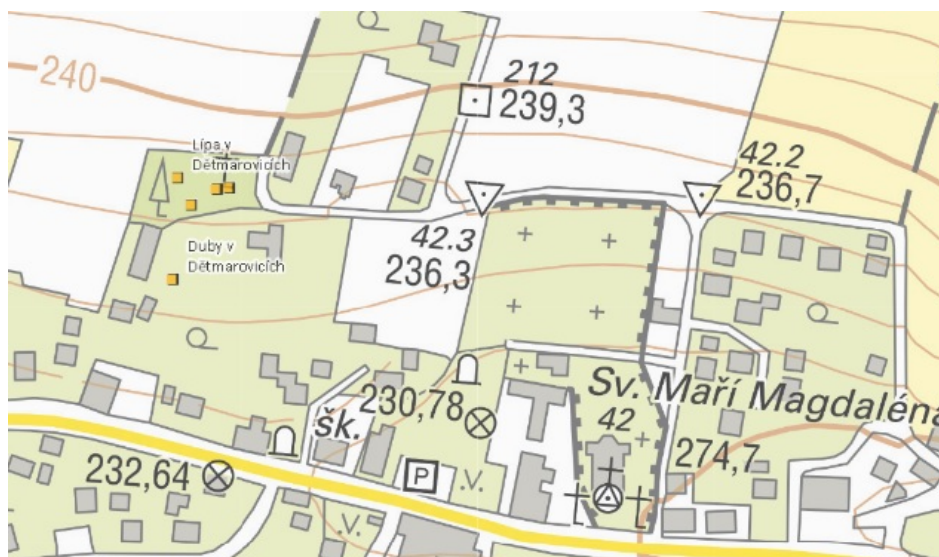 212
240
239,3
Lípa v
Dětmarovicích
42.2
236,7
42.3
236,3
Duby v
Dětmarovicích
Sv. Maří Magdaléna
230,78
šk.
42
274,7
232,64
P
.V.
.V.